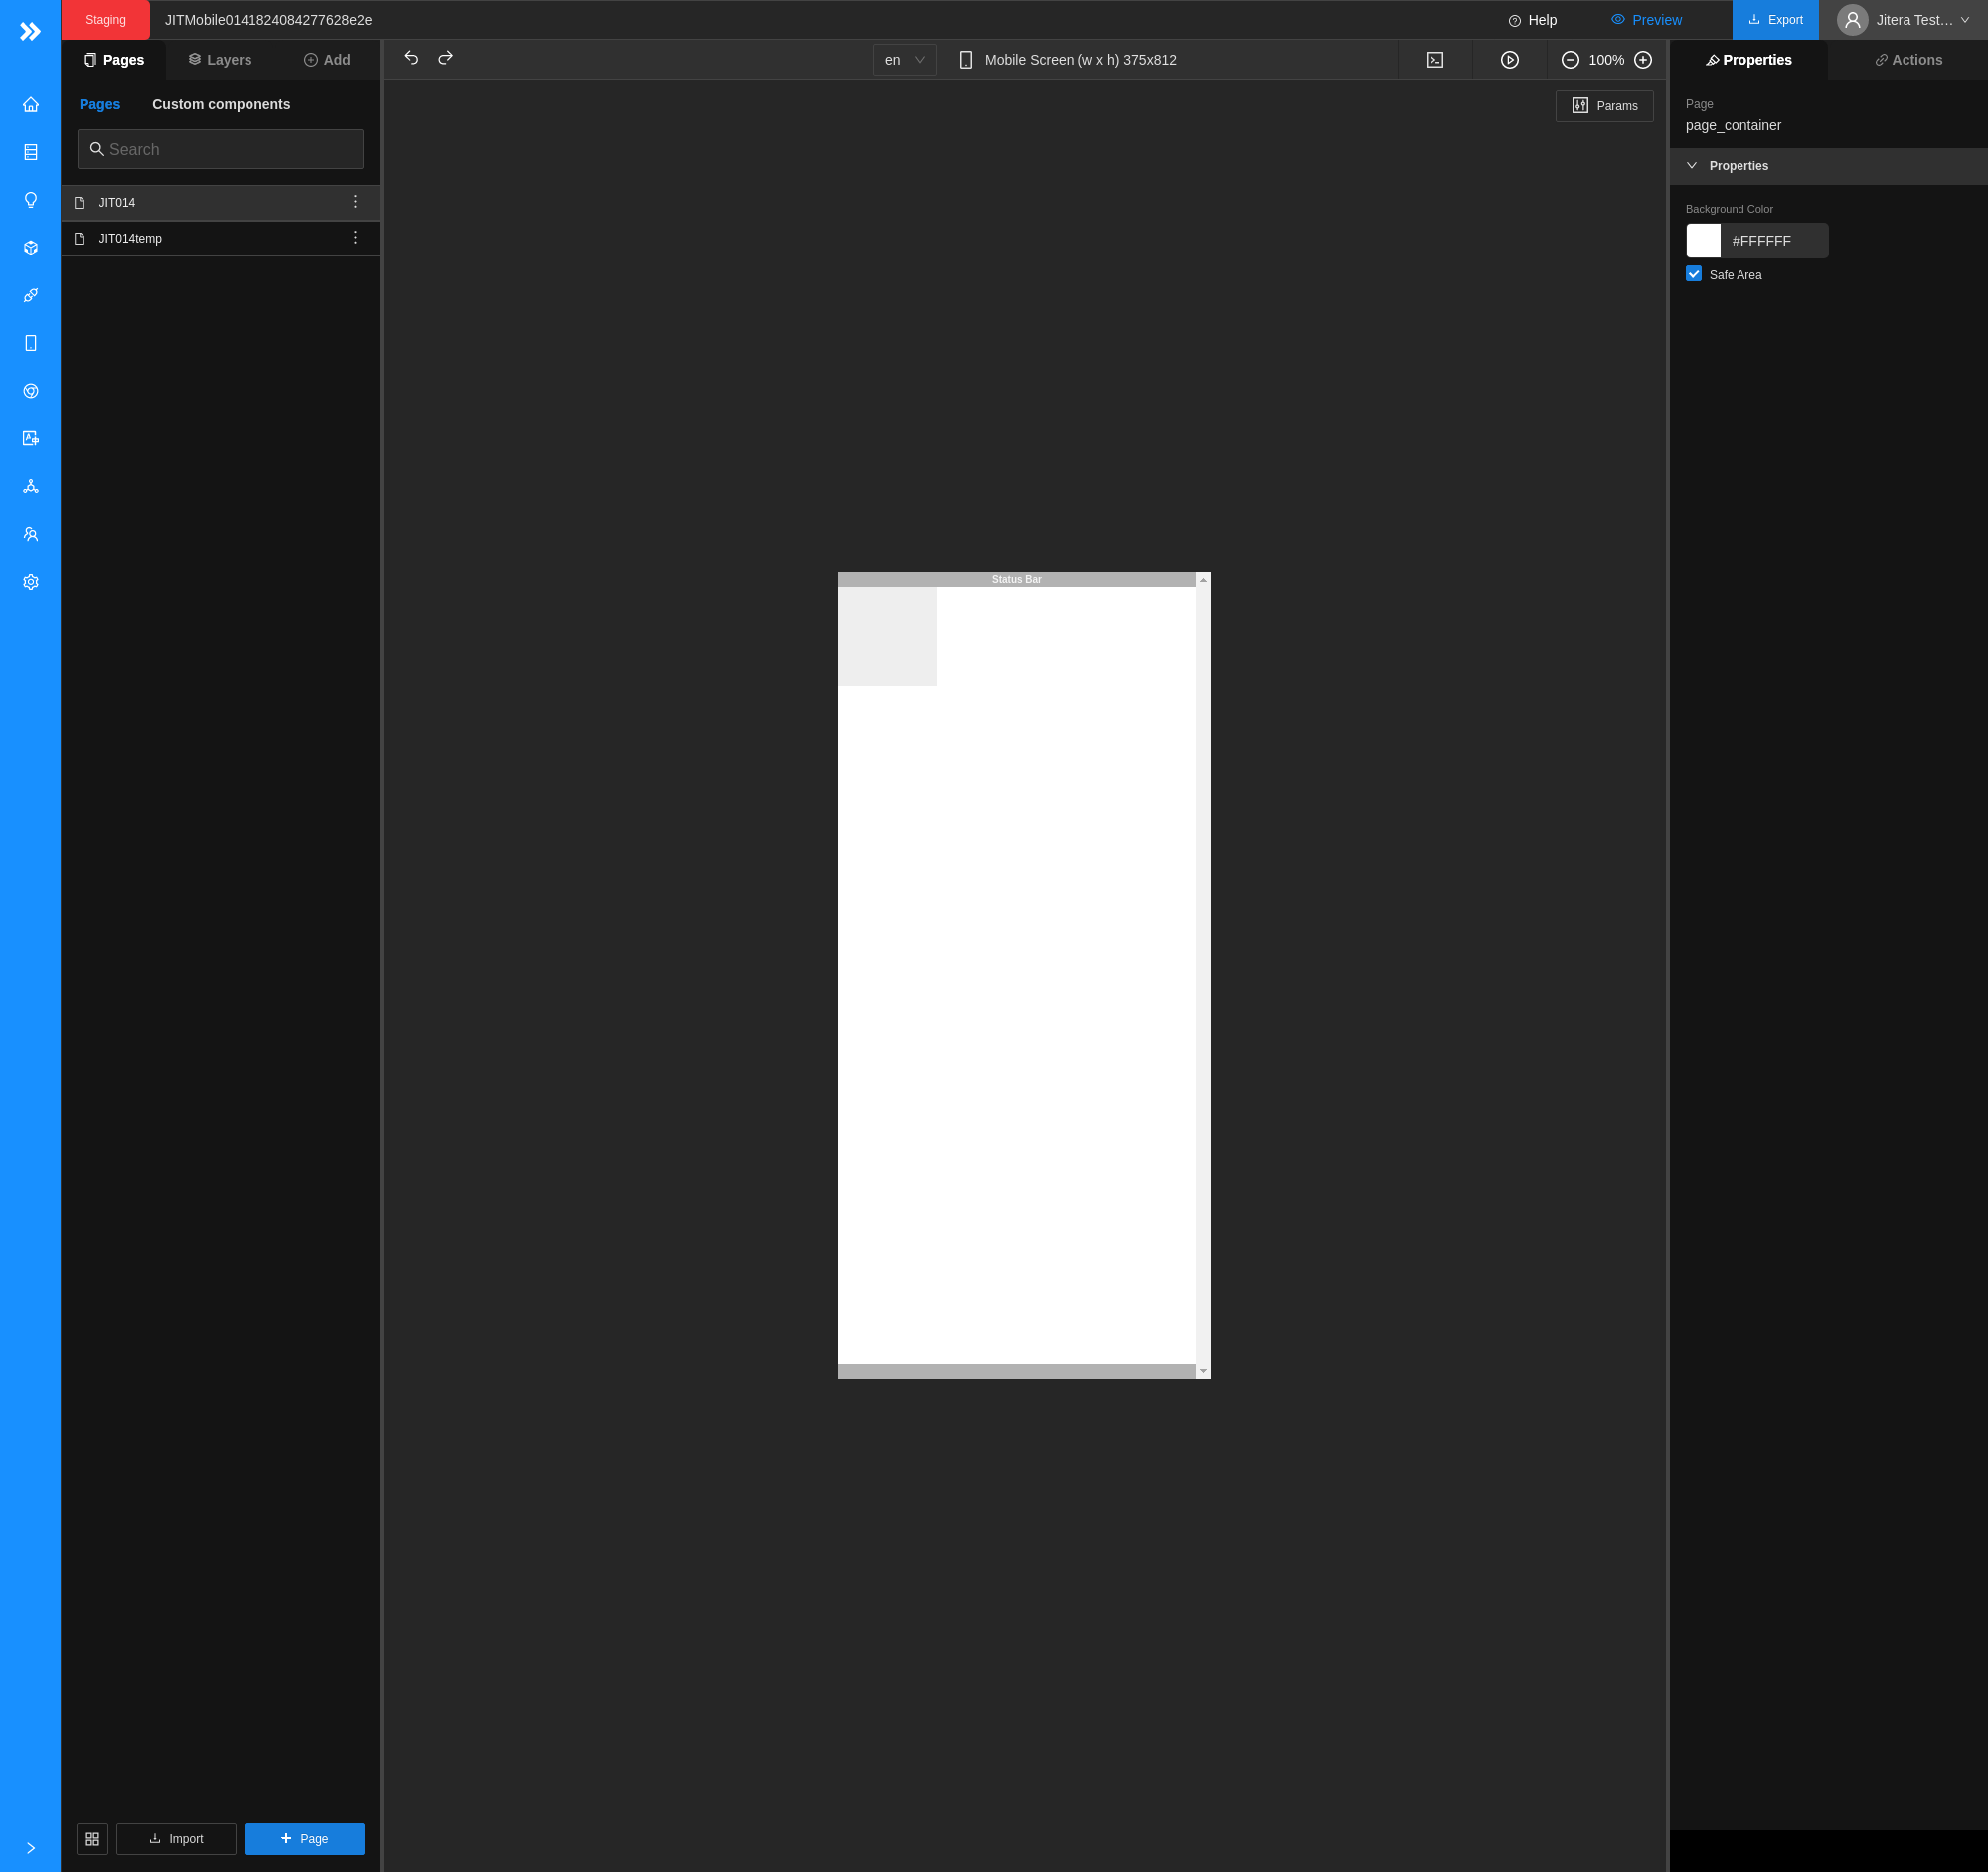 Staging
JITMobile0141824084277628e2e
Help
Preview
Export
Jitera Test...
Pages
Layers
Add
en
Mobile Screen (w x h) 375x812
100%
Properties
Actions
Pages
Custom components
Search
JIT014
JIT014temp
Params
Status Bar
Page
page_container
Properties
Background Color
#FFFFFF
Safe Area
Import
Page